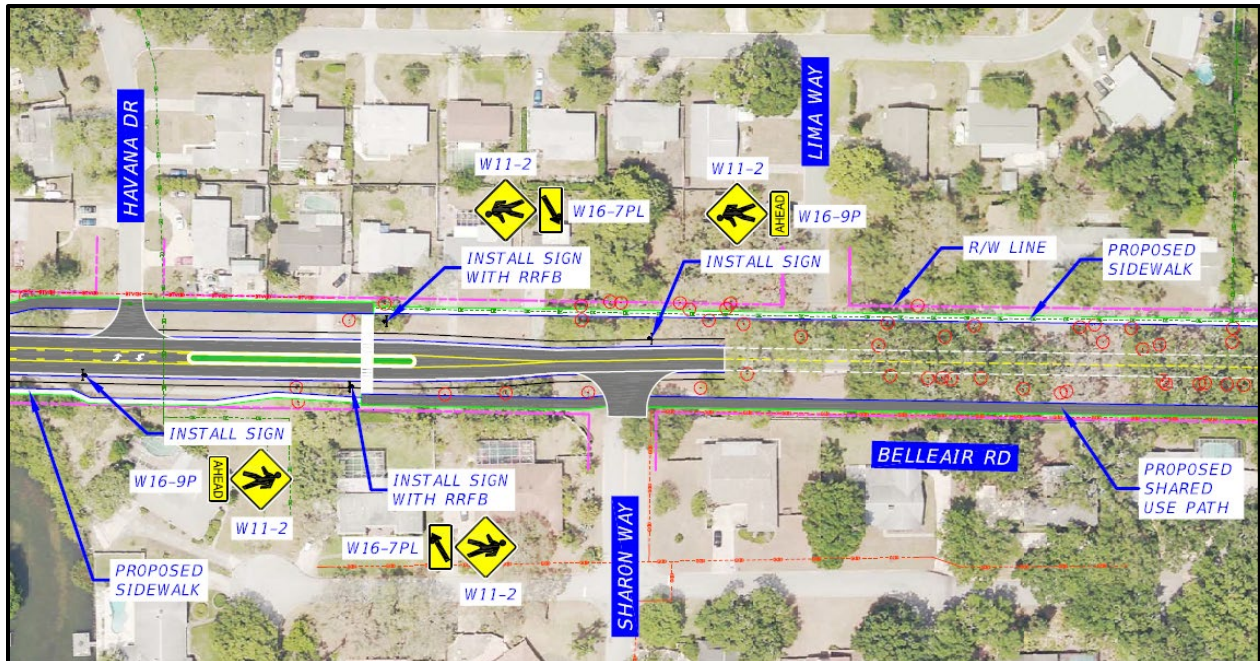 HAVANA DR
LIMA WAY
W11-2
W16-7PL
INSTALL SIGN
WITH RRFB
W11-2
AHEAD
W16-9P
INSTALL SIGN
R/W LINE
PROPOSED
SIDEWALK
INSTALL SIGN
W16-9P
AHEAD
W11-2
PROPOSED
SIDEWALK
INSTALL SIGN
WITH RRFB
W16-7PL
W11-2
SHARON WAY
BELLEAIR RD
PROPOSED
SHARED
USE PATH